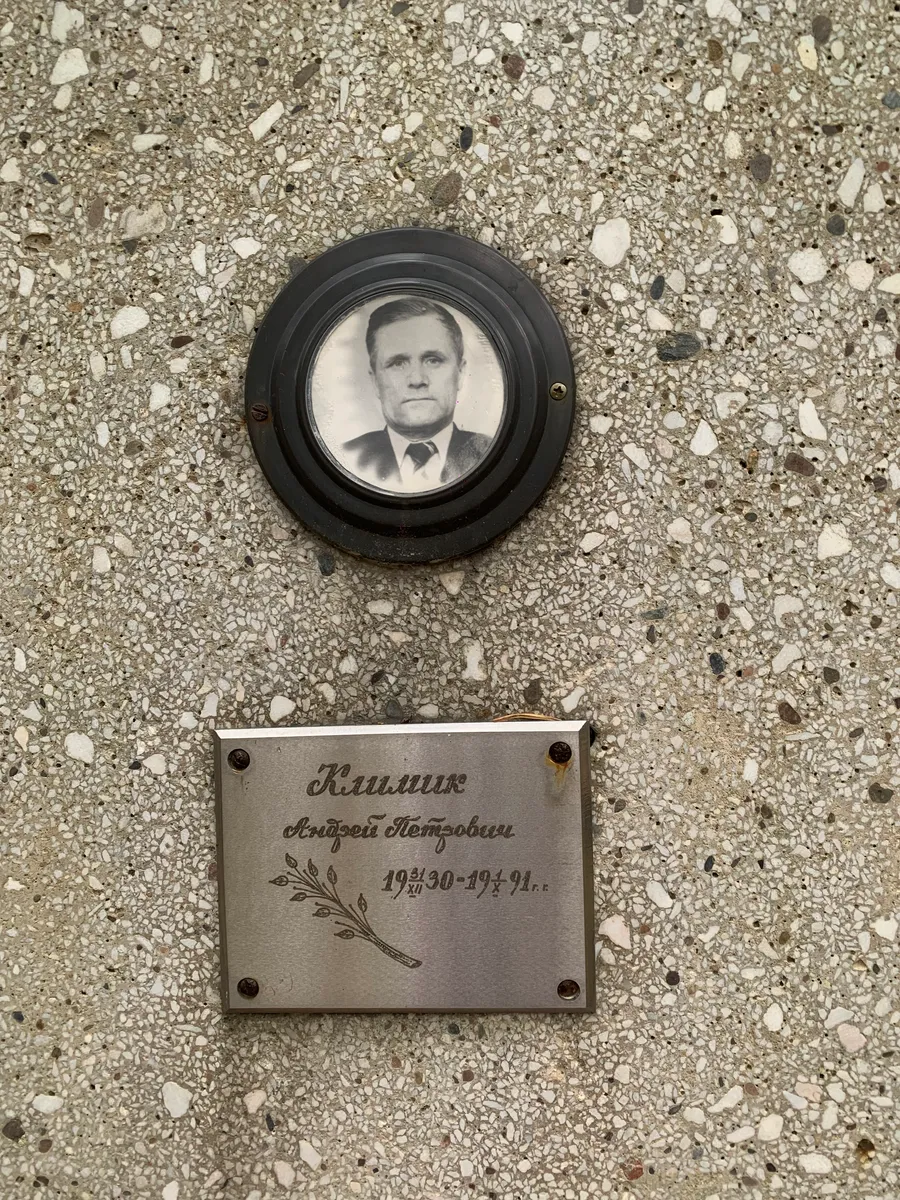 Климик
Андрей Петрович
19 31/XII 30-19 1/X 91 г.г.